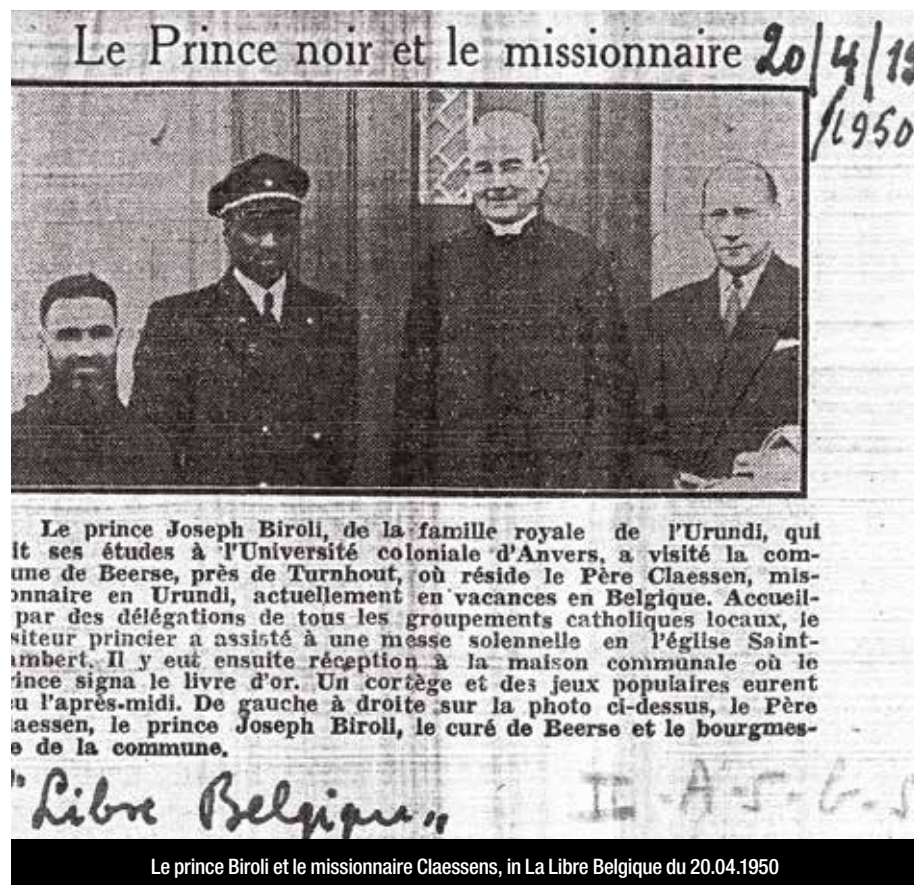 Le Prince noir et le missionnaire
20/4/19
/1950
Le prince Joseph Biroli, de la famille royale de l'Urundi, qui
it ses études à l'Université coloniale d'Anvers, a visité la com-
une de Beerse, près de Turnhout, où réside le Père Claessen, mis-
onnaire en Urundi, actuellement en vacances en Belgique. Accueil-
par des délégations de tous les groupements catholiques locaux, le
siteur princier a assisté à une messe solennelle en l'église Saint-
ambert. Il y eut ensuite réception à la maison communale où le
rince signa le livre d'or. Un cortège et des jeux populaires eurent
u l'après-midi. De gauche à droite sur la photo ci-dessus, le Père
laessen, le prince Joseph Biroli, le curé de Beerse et le bourgmes-
e de la commune.
"Libre Belgique"
Le prince Biroli et le missionnaire Claessens, in La Libre Belgique du 20.04.1950